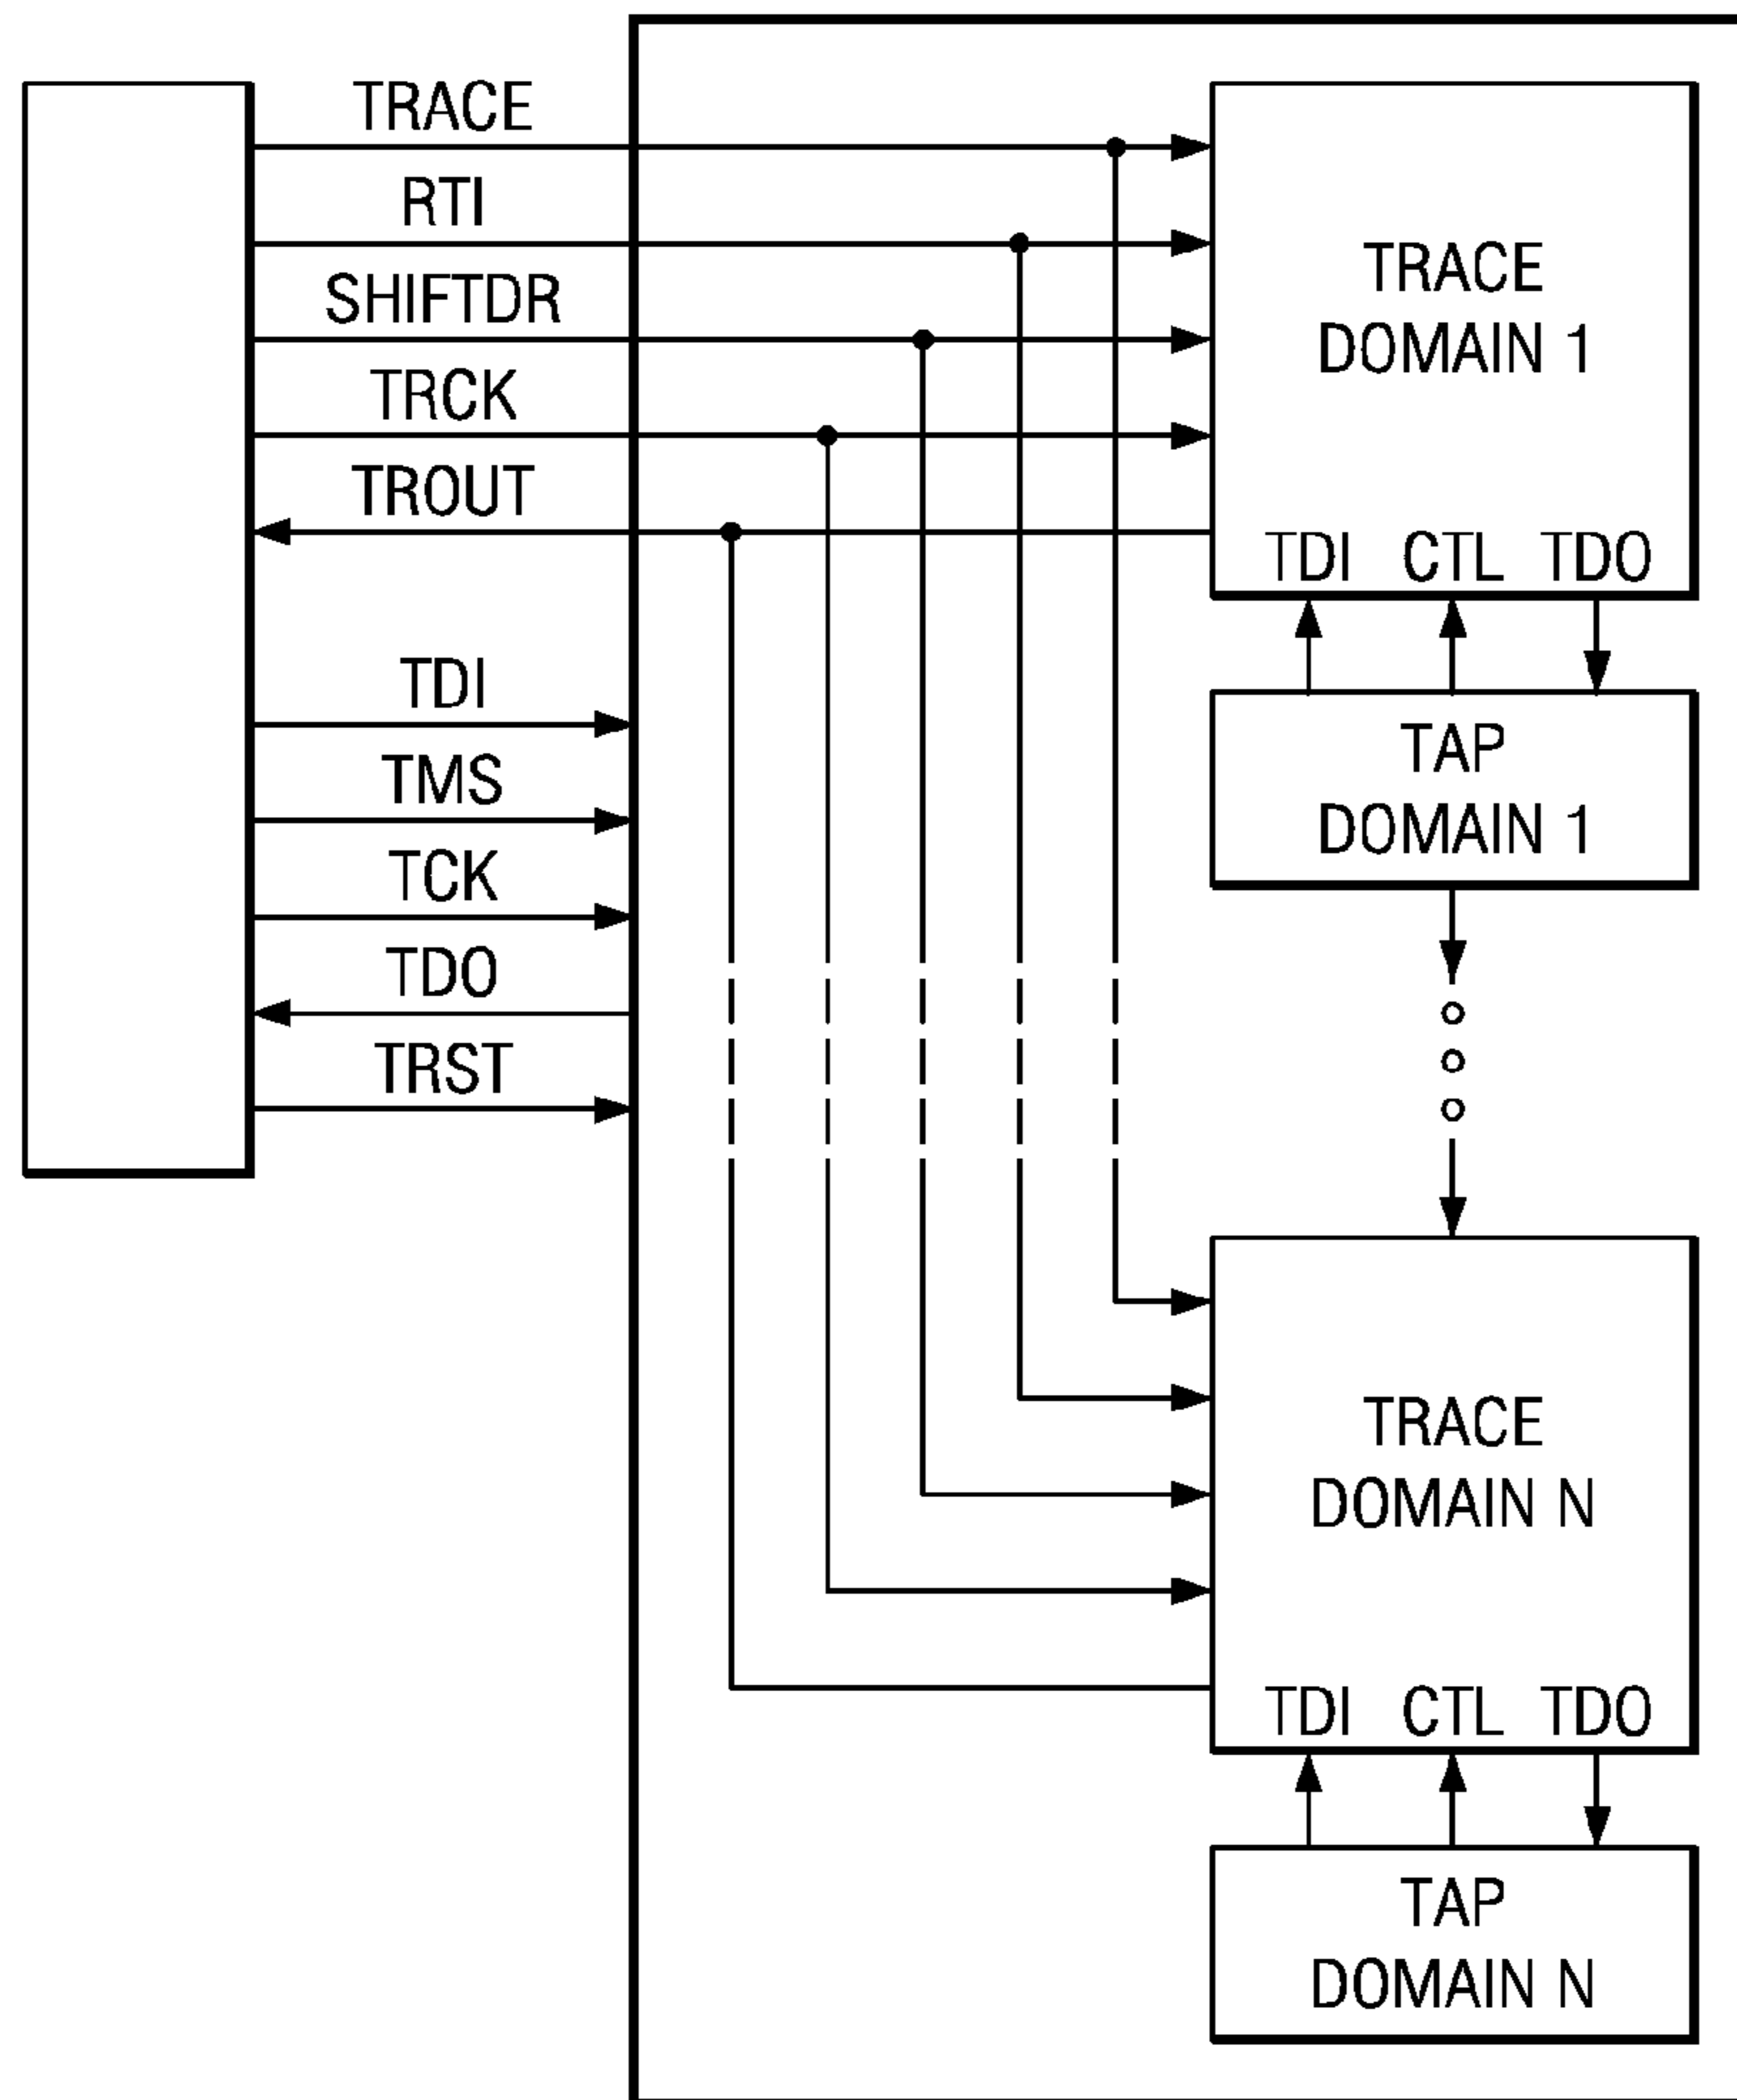 TRACE
RTI
SHIFTDR
TRCK
TROUT
TDI
TMS
TCK
TDO
TRST
TRACE
DOMAIN 1
TDI CTL TDO
TAP
DOMAIN 1
TRACE
DOMAIN N
TDI CTL TDO
TAP
DOMAIN N